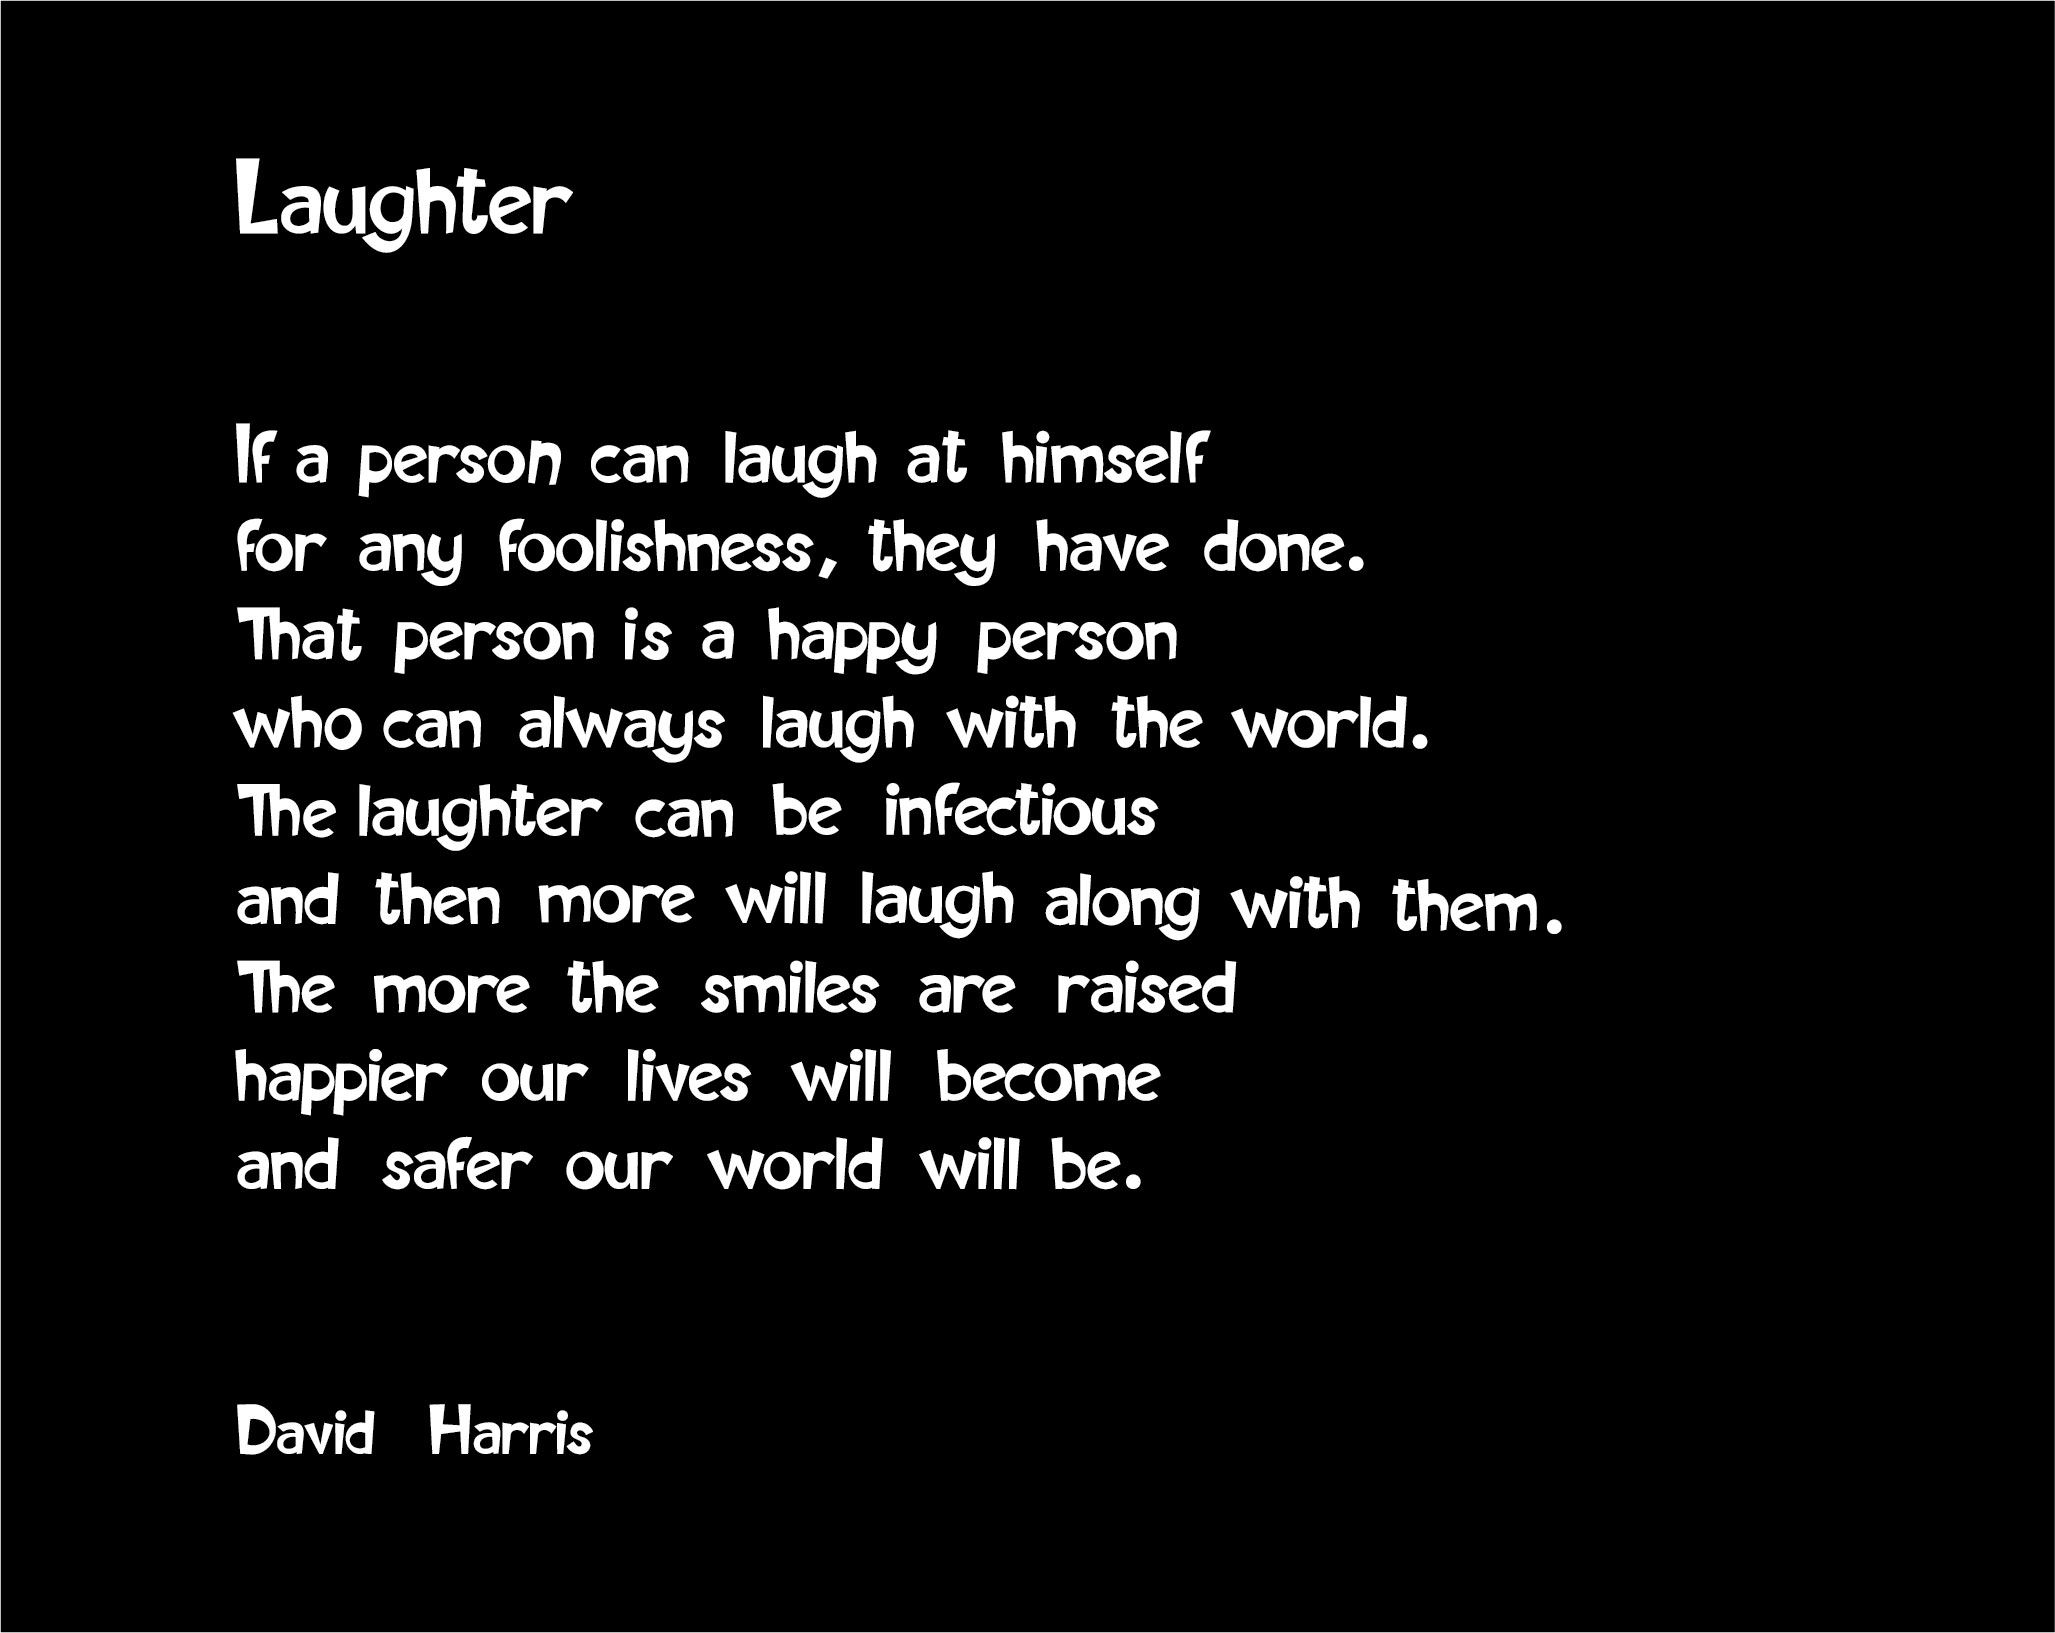 Laughter
If a person can laugh at himself
for any foolishness, they have done.
That person is a happy person
who can always laugh with the world.
The laughter can be infectious
and then more will laugh along with them.
The more the smiles are raised
happier our lives will become
and safer our world will be.
David Harris